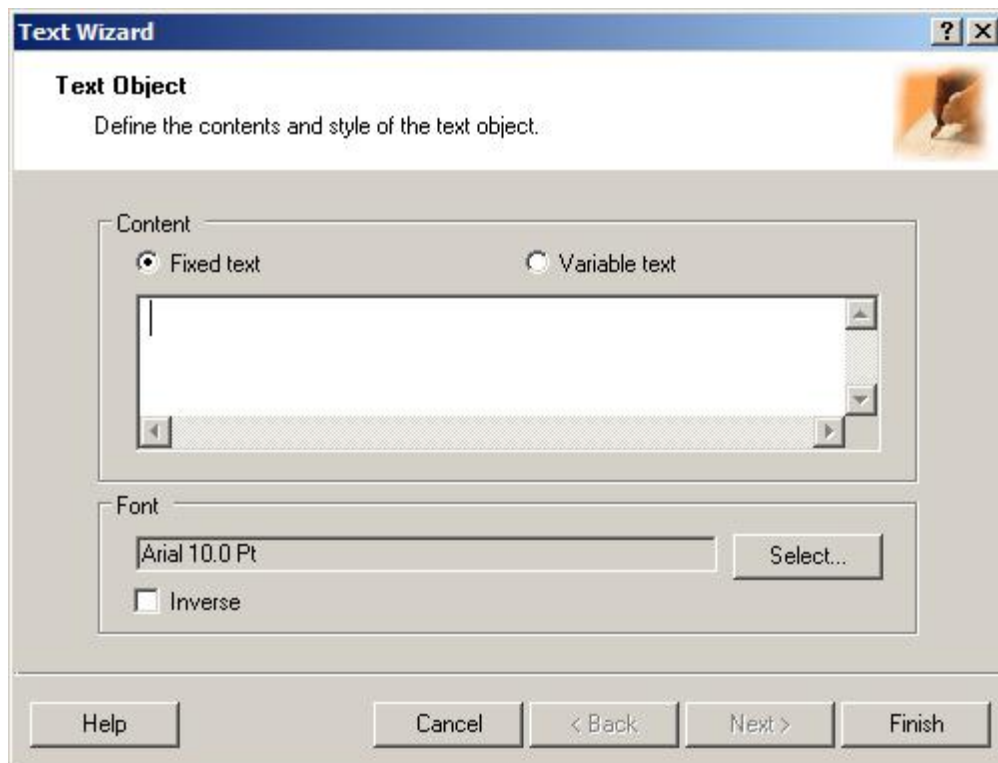 Text Wizard
Text Object
Define the contents and style of the text object.
Content
Fixed text Variable text
Font
Arial 10.0 Pt Select...
Inverse
Help Cancel < Back Next > Finish